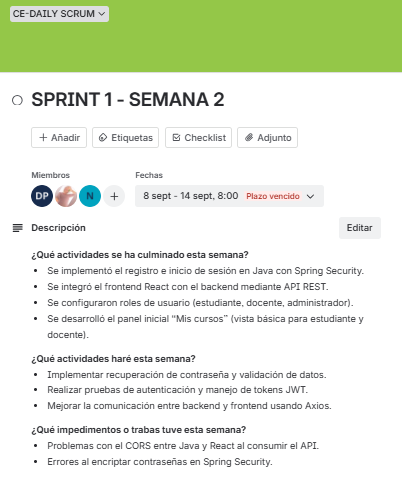 CE-DAILY SCRUM
SPRINT 1 - SEMANA 2
+ Añadir
Etiquetas
Checklist
Adjunto
Miembros
Fechas
DP
N
+
8 sept - 14 sept, 8:00 Plazo vencido
Descripción
Editar
¿Qué actividades se ha culminado esta semana?
• Se implementó el registro e inicio de sesión en Java con Spring Security.
• Se integró el frontend React con el backend mediante API REST.
• Se configuraron roles de usuario (estudiante, docente, administrador).
• Se desarrolló el panel inicial “Mis cursos” (vista básica para estudiante y
docente).
¿Qué actividades haré esta semana?
• Implementar recuperación de contraseña y validación de datos.
• Realizar pruebas de autenticación y manejo de tokens JWT.
• Mejorar la comunicación entre backend y frontend usando Axios.
¿Qué impedimentos o trabas tuve esta semana?
• Problemas con el CORS entre Java y React al consumir el API.
• Errores al encriptar contraseñas en Spring Security.